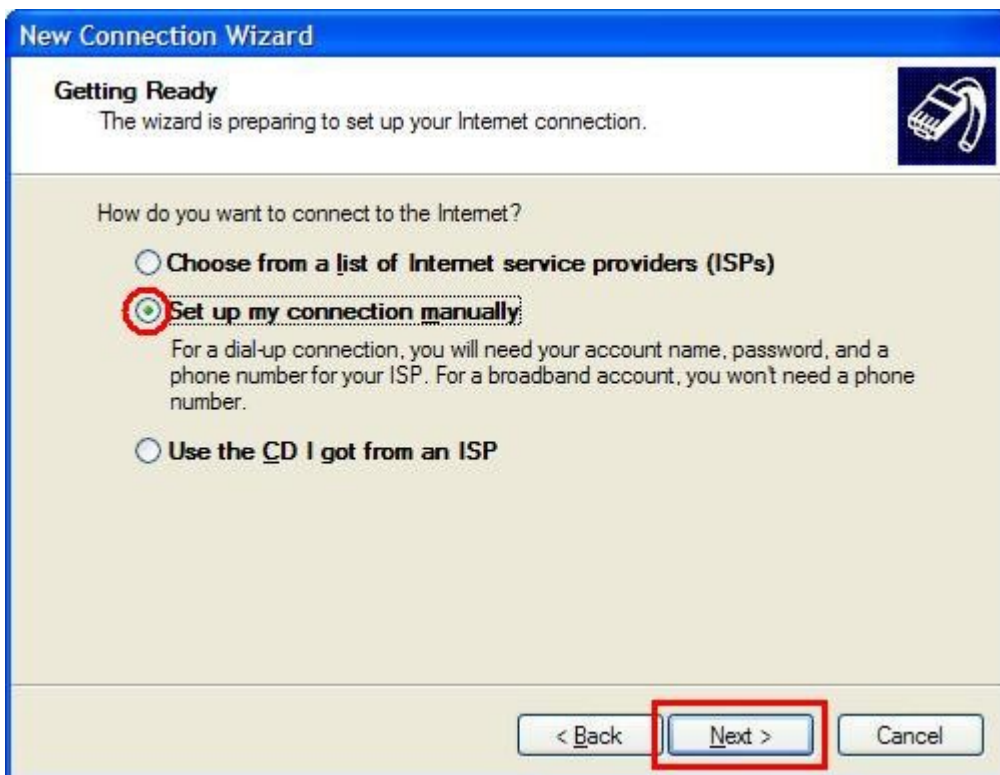 New Connection Wizard
Getting Ready
The wizard is preparing to set up your Internet connection.
How do you want to connect to the Internet?
Choose from a list of Internet service providers (ISPs)
Set up my connection manually
For a dial-up connection, you will need your account name, password, and a
phone number for your ISP. For a broadband account, you won't need a phone
number.
Use the CD I got from an ISP
< Back Next > Cancel